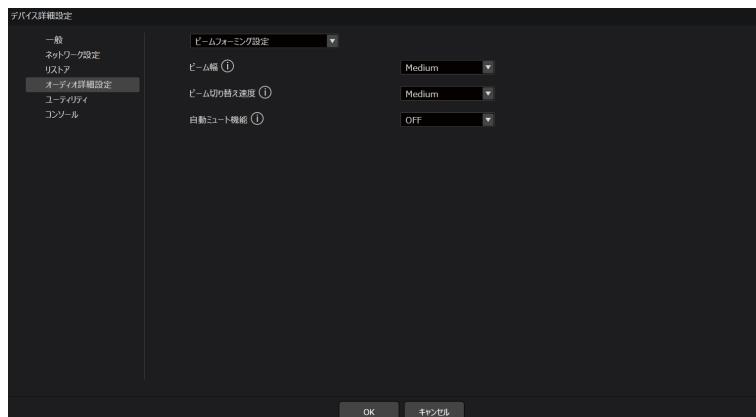 デバイス詳細設定
一般
ネットワーク設定
リストア
オーディオ詳細設定
ユーティリティ
コンソール
ビームフォーミング設定
ビーム幅 ⓘ Medium
ビーム切り替え速度 ⓘ Medium
自動ミュート機能 ⓘ OFF
OK キャンセル